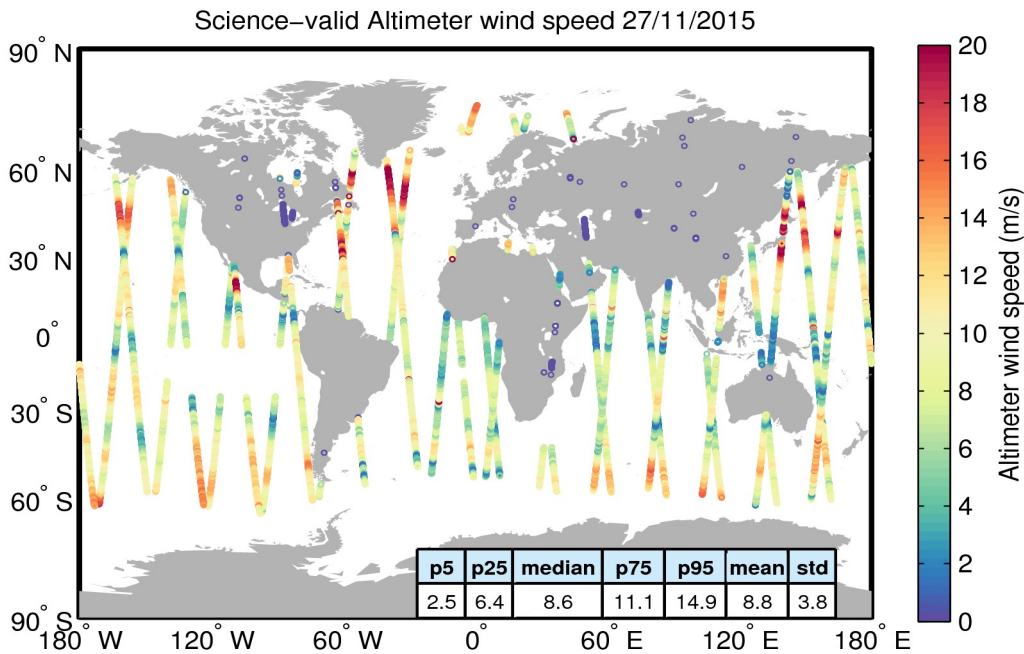 Science−valid Altimeter wind speed 27/11/2015
90° N
60° N
30° N
0°
30° S
60° S
90° S
180° W
120° W
60° W
0°
60° E
120° E
180° E
p5 p25 median p75 p95 mean std
2.5 6.4 8.6 11.1 14.9 8.8 3.8
20
18
16
14
12
10
8
6
4
2
0
Altimeter wind speed (m/s)